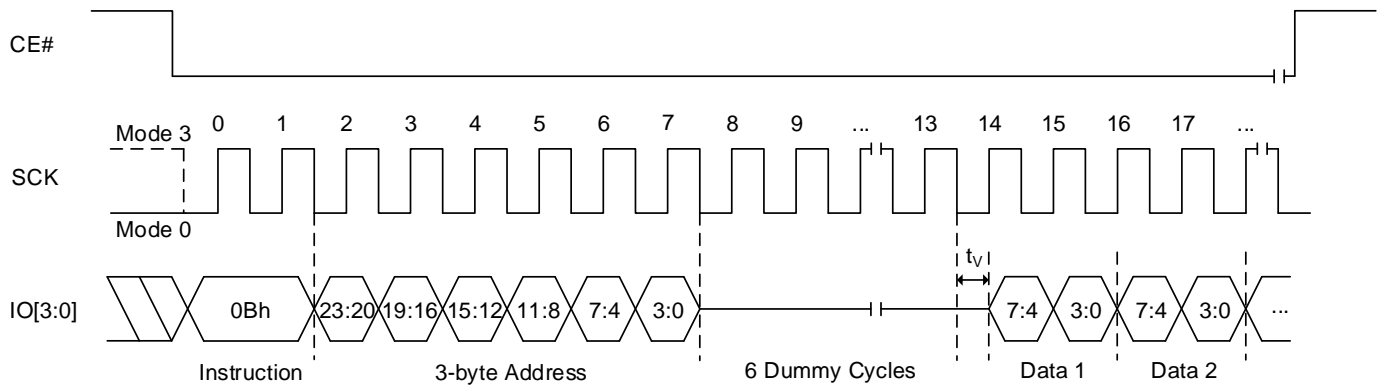 CE#
Mode 3 0 1 2 3 4 5 6 7 8 9 ... 13 14 15 16 17 ...
SCK
Mode 0
tV
IO[3:0] 0Bh 23:20 19:16 15:12 11:8 7:4 3:0 7:4 3:0 7:4 3:0 ...
Instruction 3-byte Address 6 Dummy Cycles Data 1 Data 2